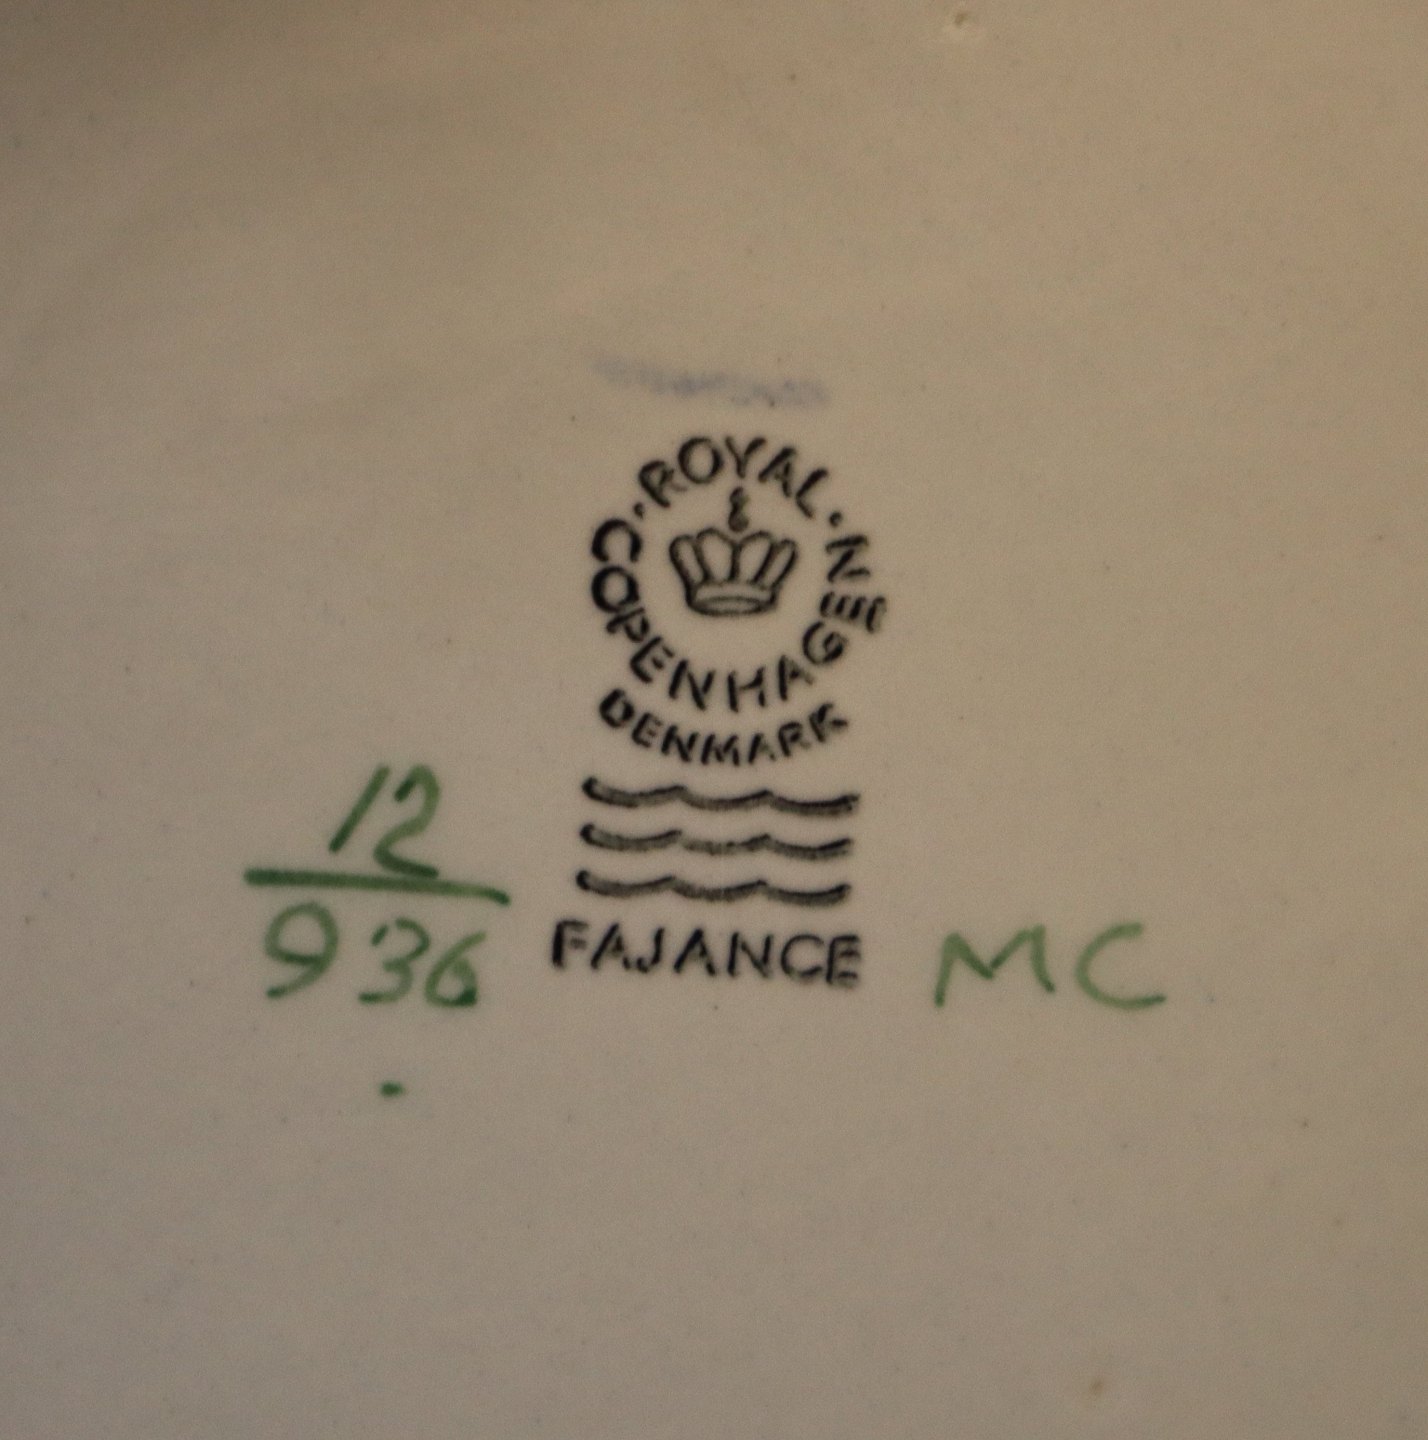 ROYAL · COPENHAGEN
DENMARK
12
936
FAJANCE
MC